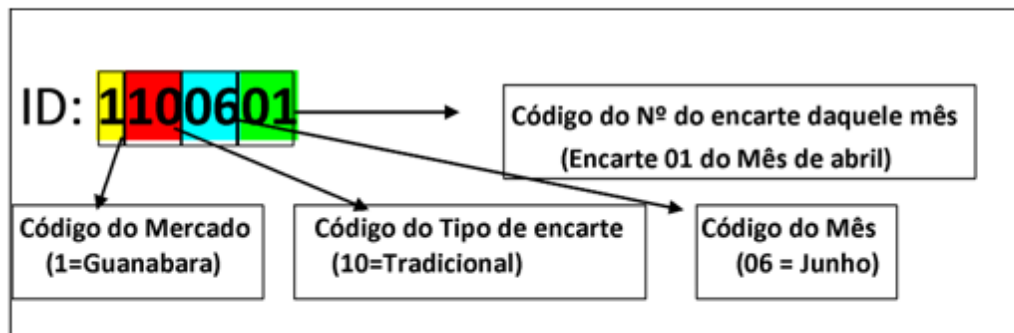 ID: 1100601
Código do Nº do encarte daquele mês
(Encarte 01 do Mês de abril)
Código do Mercado
(1=Guanabara)
Código do Tipo de encarte
(10=Tradicional)
Código do Mês
(06 = Junho)